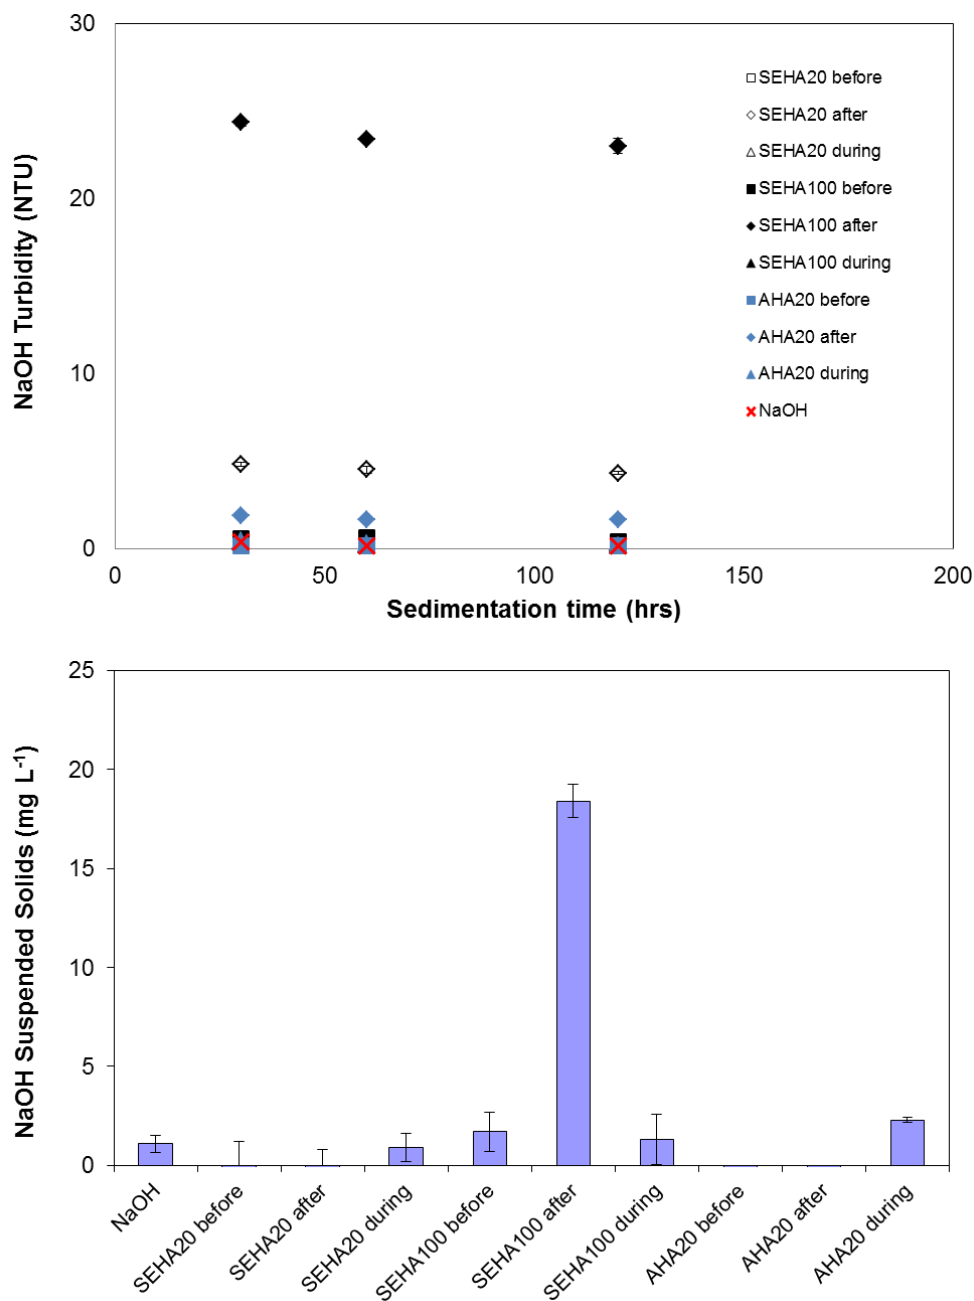 30
20
10
0
NaOH Turbidity (NTU)
SEHA20 before
SEHA20 after
SEHA20 during
SEHA100 before
SEHA100 after
SEHA100 during
AHA20 before
AHA20 after
AHA20 during
NaOH
0 50 100 150 200
Sedimentation time (hrs)
25
20
15
10
5
0
NaOH Suspended Solids (mg L⁻¹)
NaOH
SEHA20 before
SEHA20 after
SEHA20 during
SEHA100 before
SEHA100 after
SEHA100 during
AHA20 before
AHA20 after
AHA20 during